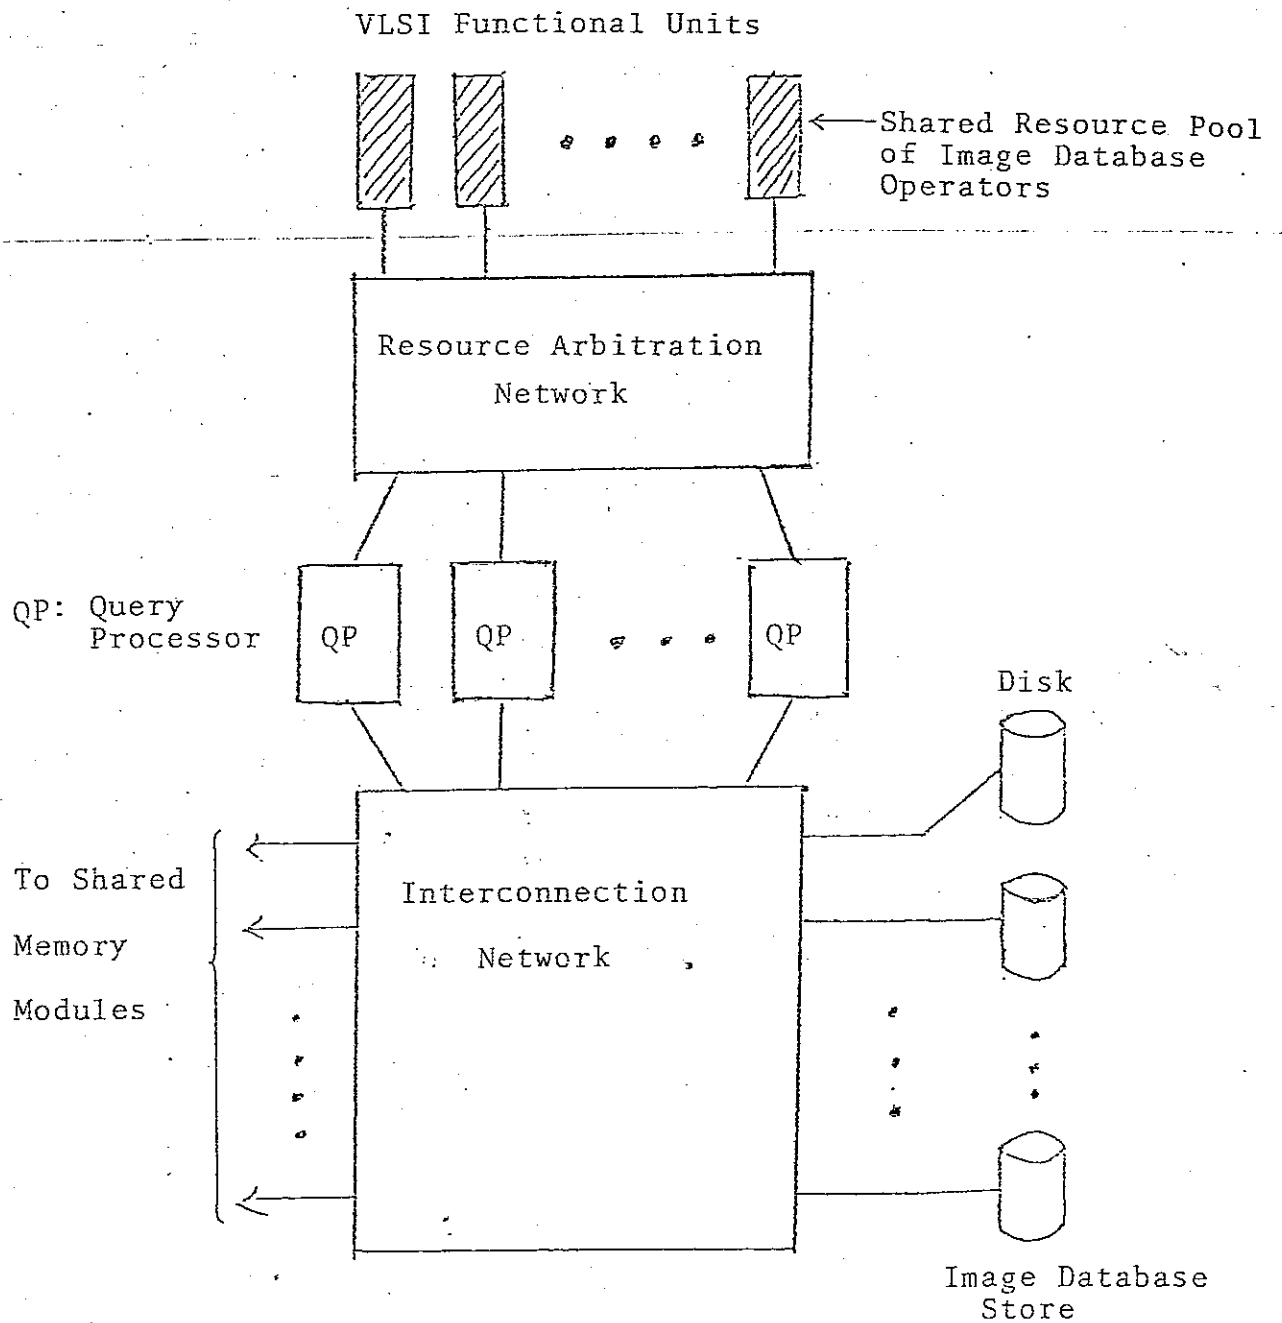 VLSI Functional Units
Shared Resource Pool
of Image Database
Operators
Resource Arbitration
Network
QP: Query
Processor
QP
QP
QP
Disk
To Shared
Memory
Modules
Interconnection
Network
Image Database
Store